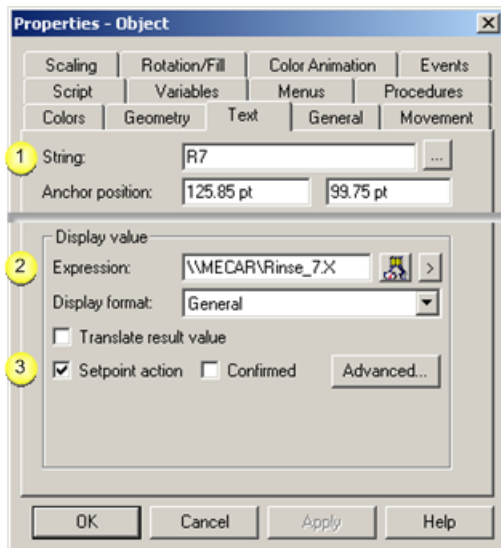 Properties - Object
Scaling Rotation/Fill Color Animation Events
Script Variables Menus Procedures
Colors Geometry Text General Movement
1 String: R7 ...
Anchor position: 125.85 pt 99.75 pt
Display value
2 Expression: \\MECAR\Rinse_7.X >
Display format: General
Translate result value
3 Setpoint action Confirmed Advanced...
OK Cancel Apply Help